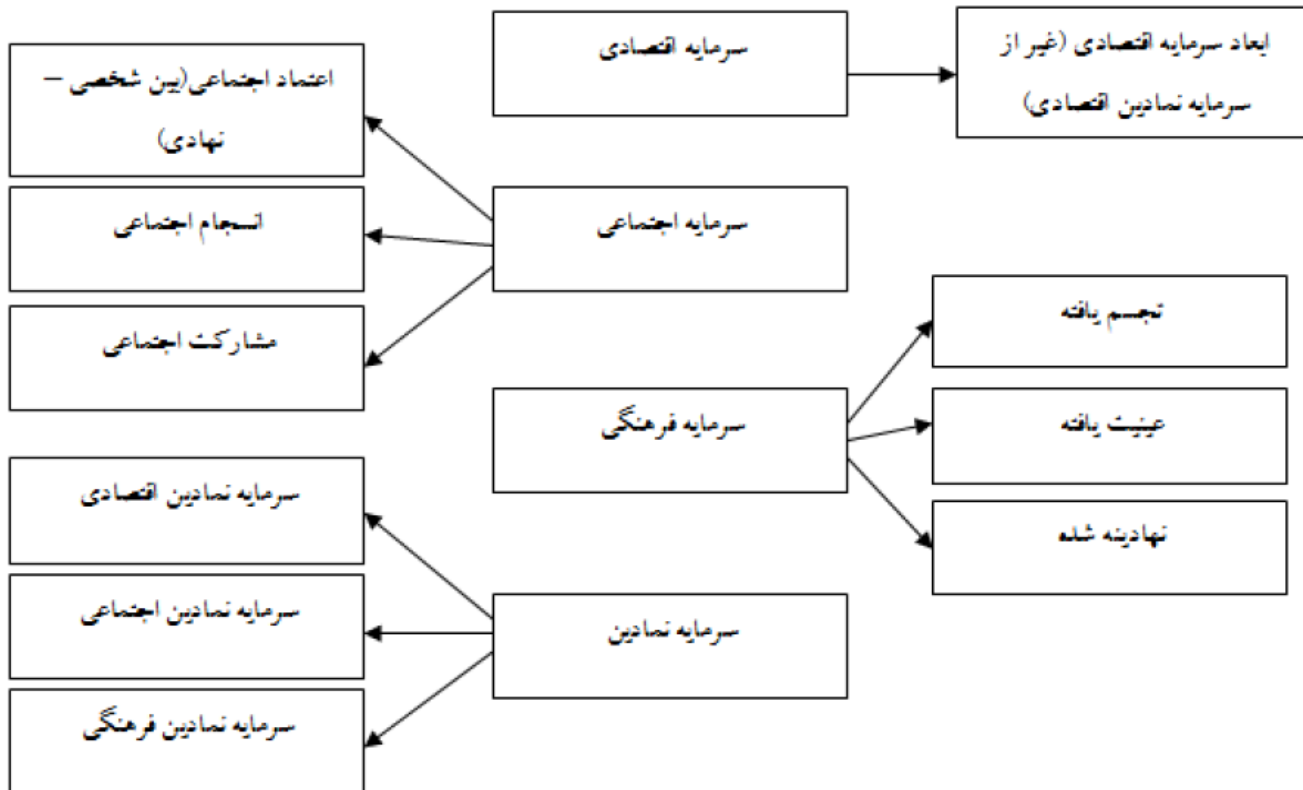 سرمایه اقتصادی
ابعاد سرمایه اقتصادی (غیر از
سرمایه نمادین اقتصادی)
سرمایه اجتماعی
اعتماد اجتماعی(بین شخصی –
نهادی)
انسجام اجتماعی
مشارکت اجتماعی
سرمایه فرهنگی
تجسم یافته
عینیت یافته
نهادینه شده
سرمایه نمادین
سرمایه نمادین اقتصادی
سرمایه نمادین اجتماعی
سرمایه نمادین فرهنگی